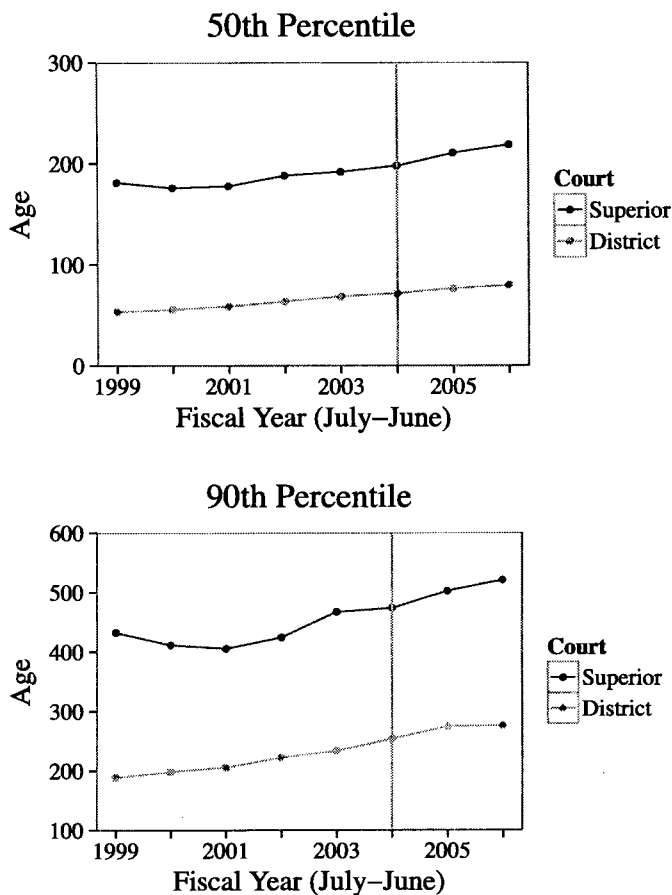 50th Percentile
300
200
100
0
Age
1999 2001 2003 2005
Fiscal Year (July–June)
Court
Superior
District
90th Percentile
600
500
400
300
200
100
Age
1999 2001 2003 2005
Fiscal Year (July–June)
Court
Superior
District